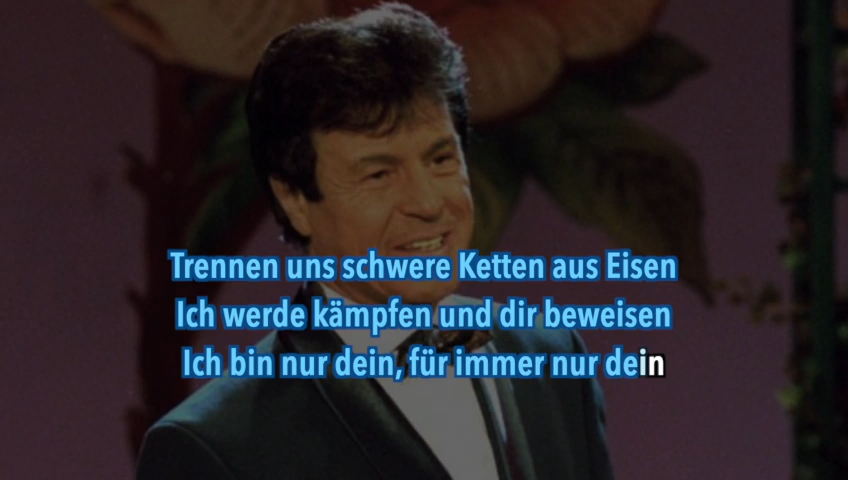 Trennen uns schwere Ketten aus Eisen
Ich werde kämpfen und dir beweisen
Ich bin nur dein, für immer nur dein